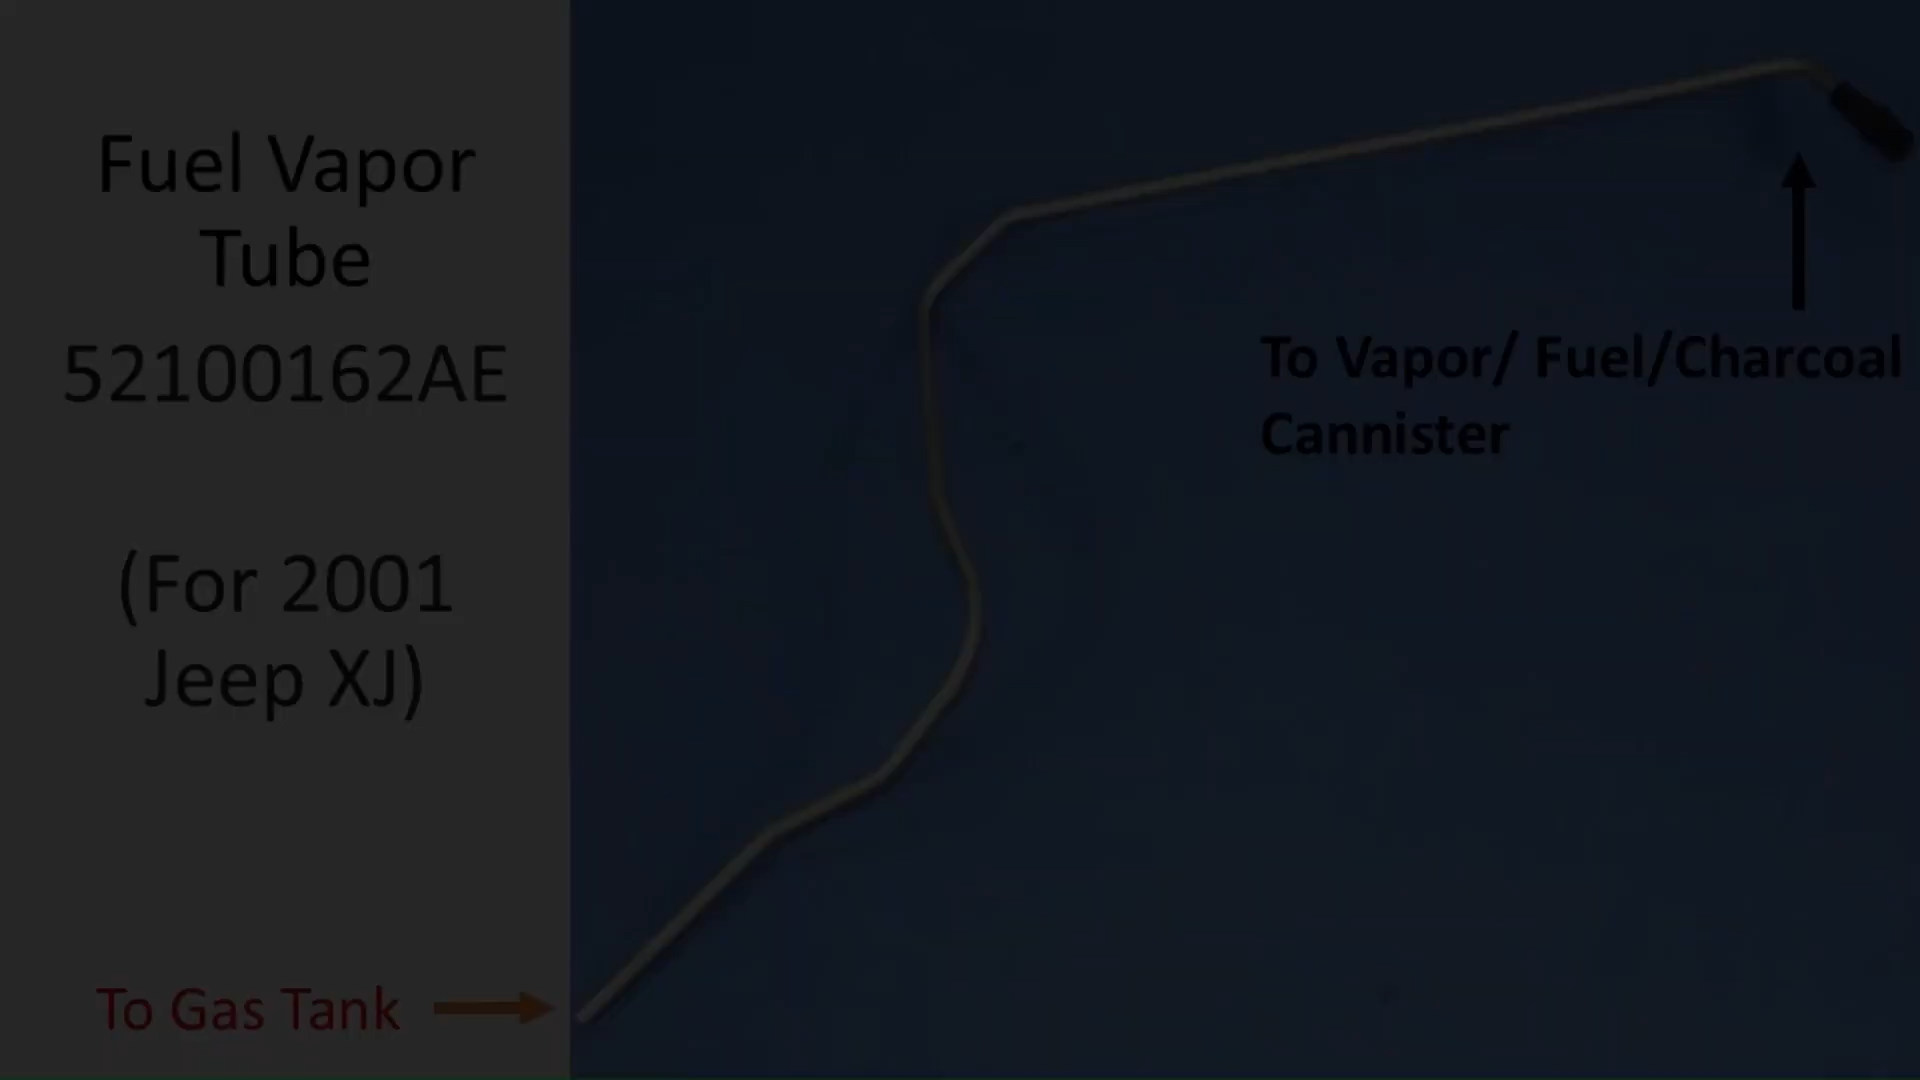 Fuel Vapor
Tube
52100162AE
(For 2001
Jeep XJ)
To Gas Tank
To Vapor/ Fuel/Charcoal
Cannister